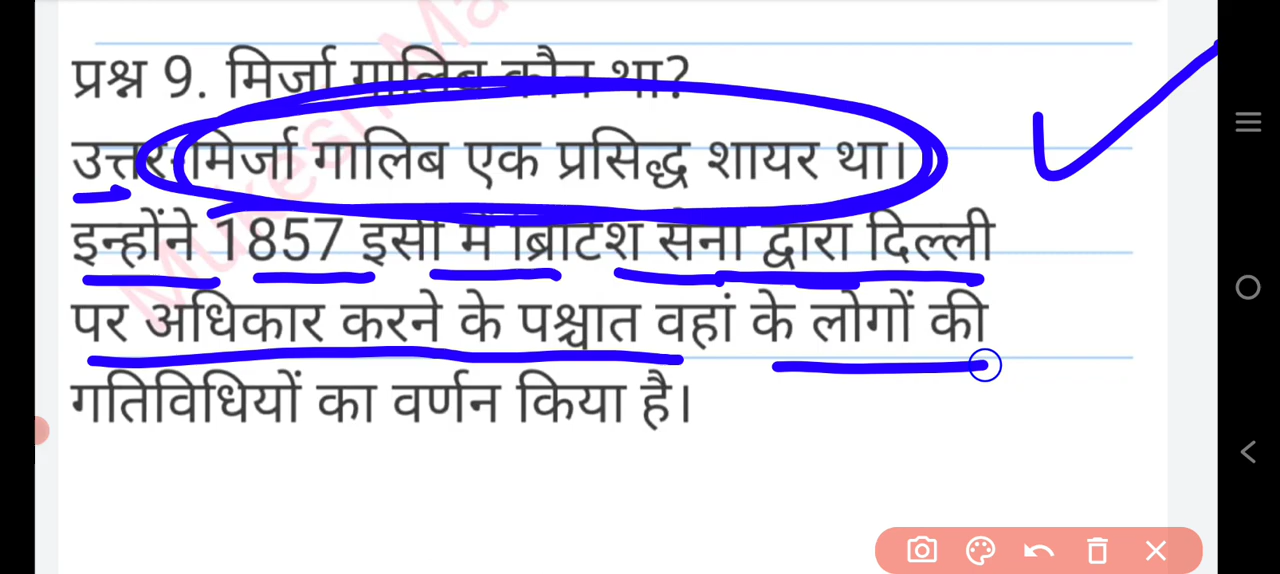 प्रश्न 9. मिर्जा गालिब कौन था?
उत्तर मिर्जा गालिब एक प्रसिद्ध शायर था।
इन्होंने 1857 इसी में ब्रिटिश सेना द्वारा दिल्ली
पर अधिकार करने के पश्चात वहां के लोगों की
गतिविधियों का वर्णन किया है।